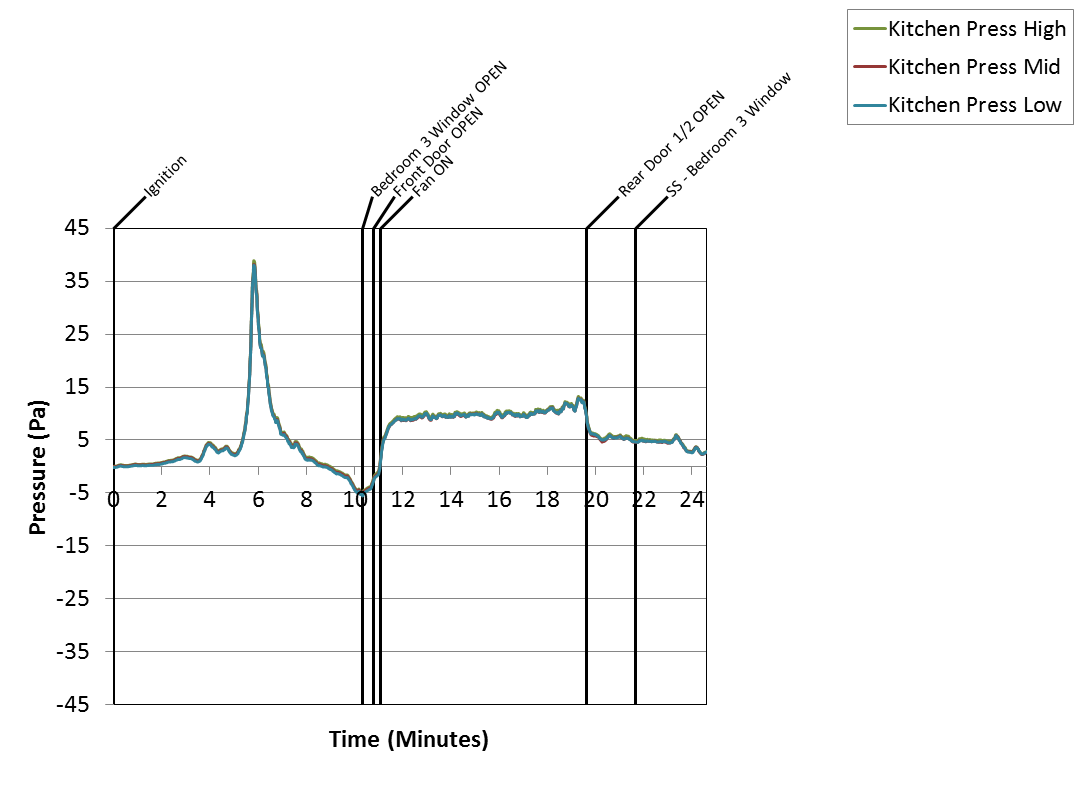 Kitchen Press High
Kitchen Press Mid
Kitchen Press Low
Ignition
Bedroom 3 Window OPEN
Front Door OPEN
Fan ON
Rear Door 1/2 OPEN
SS - Bedroom 3 Window
45
35
25
15
5
-5
-15
-25
-35
-45
0 2 4 6 8 10 12 14 16 18 20 22 24
Pressure (Pa)
Time (Minutes)